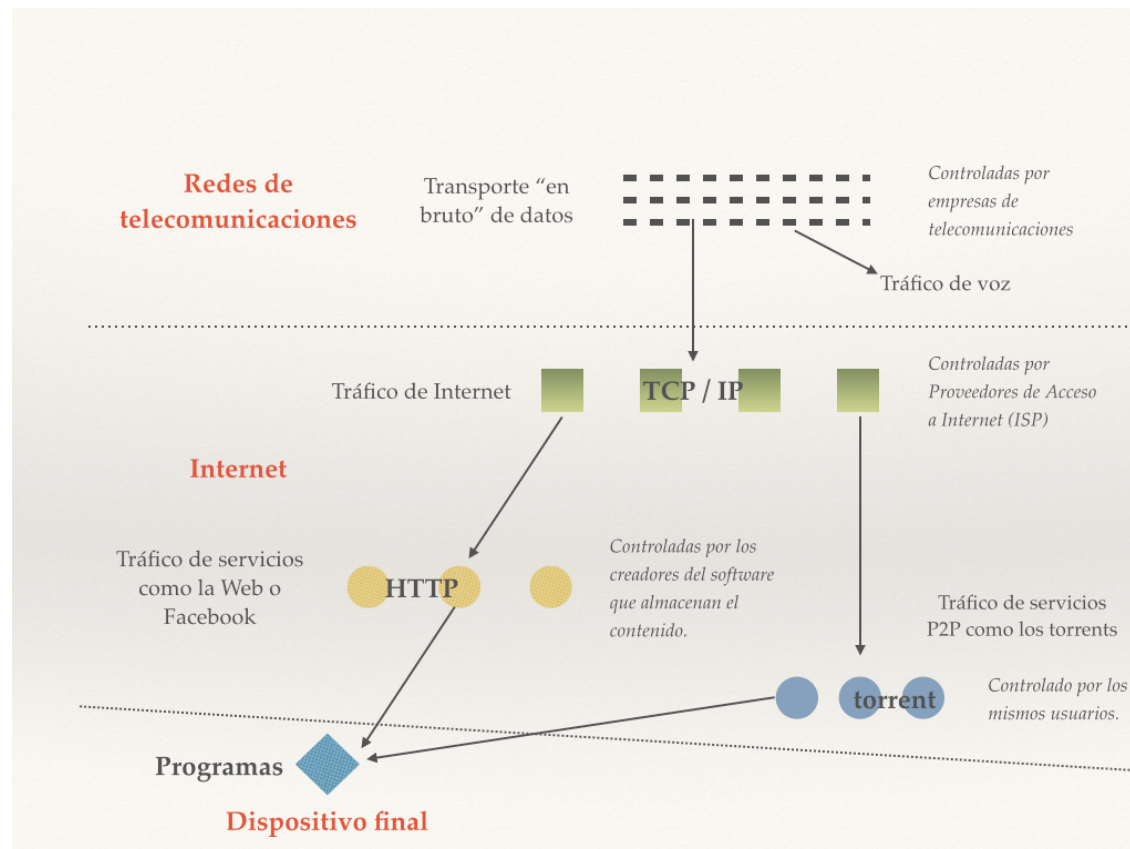 Redes de
telecomunicaciones
Transporte “en
bruto” de datos
Controladas por
empresas de
telecomunicaciones
Tráfico de voz
Tráfico de Internet
TCP / IP
Controladas por
Proveedores de Acceso
a Internet (ISP)
Internet
Tráfico de servicios
como la Web o
Facebook
HTTP
Controladas por los
creadores del software
que almacenan el
contenido.
Tráfico de servicios
P2P como los torrents
torrent
Controlado por los
mismos usuarios.
Programas
Dispositivo final